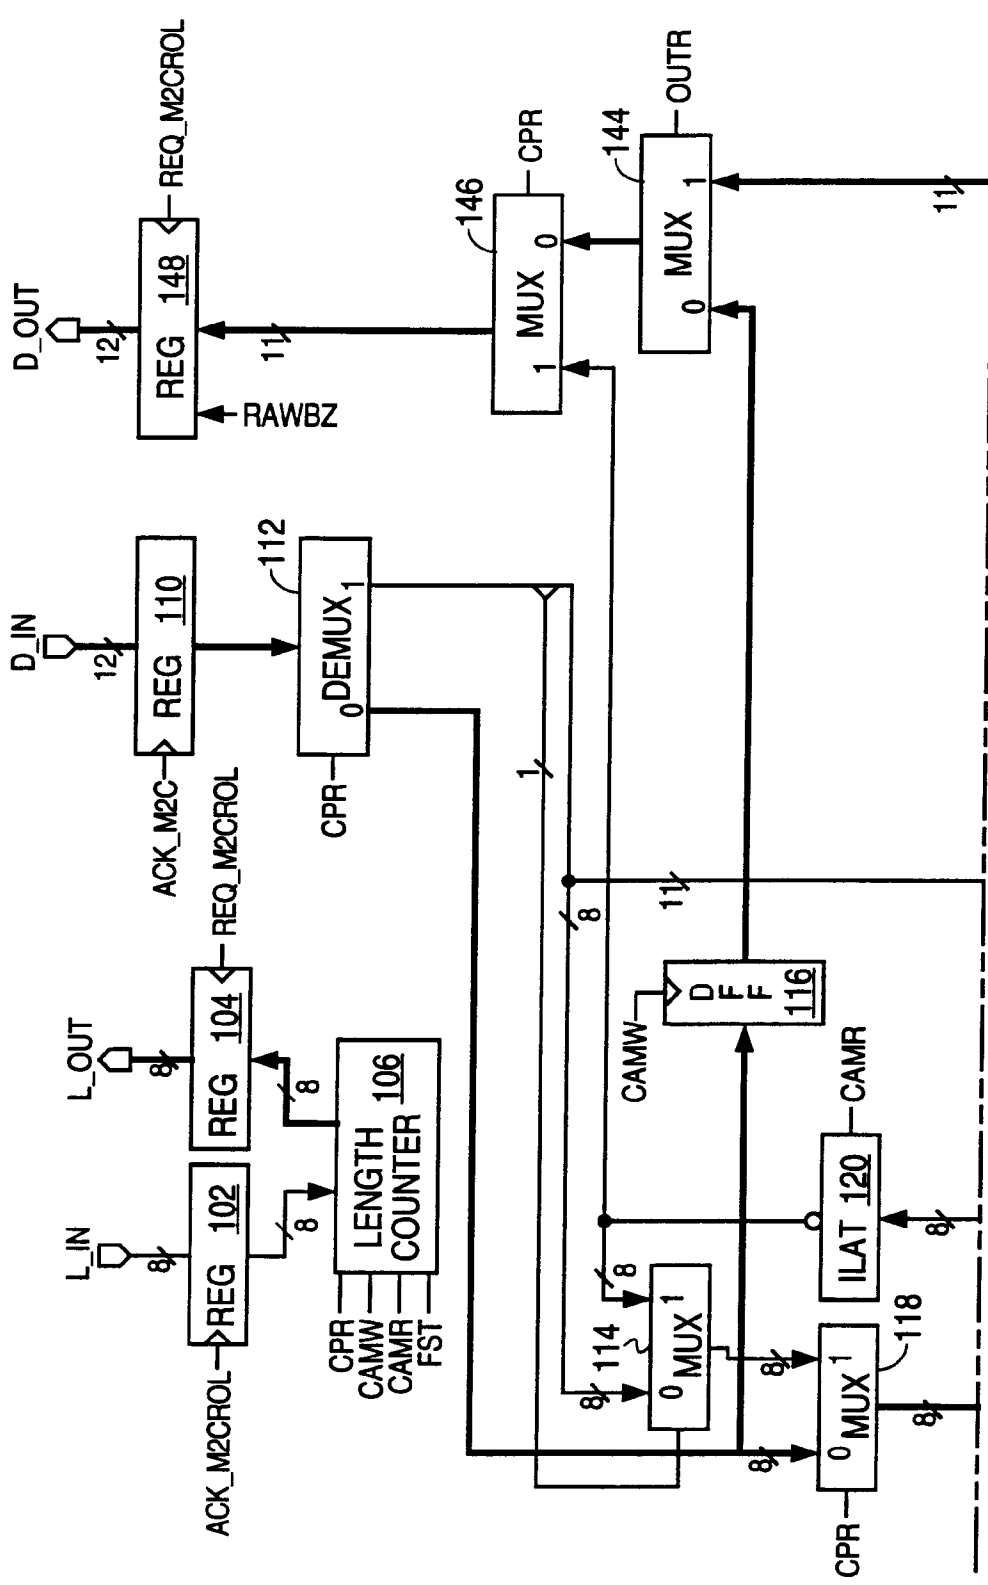 L_IN
8
ACK_M2CROL
REG 102
8
L_OUT
8
REG 104
REQ_M2CROL
8
LENGTH
COUNTER
106
CPR
CAMW
CAMR
FST
D_IN
12
ACK_M2C
REG 110
112
CPR
0 DEMUX 1
D_OUT
12
REG 148
REQ_M2CROL
RAWBZ
11
146
CPR
1 MUX 0
144
OUTR
0 MUX 1
11
1
8
11
CAMW
D
F F
F F
116
8
8
114
0 MUX 1
8
8
CPR
0 MUX 1
118
8
ILAT 120
CAMR
8